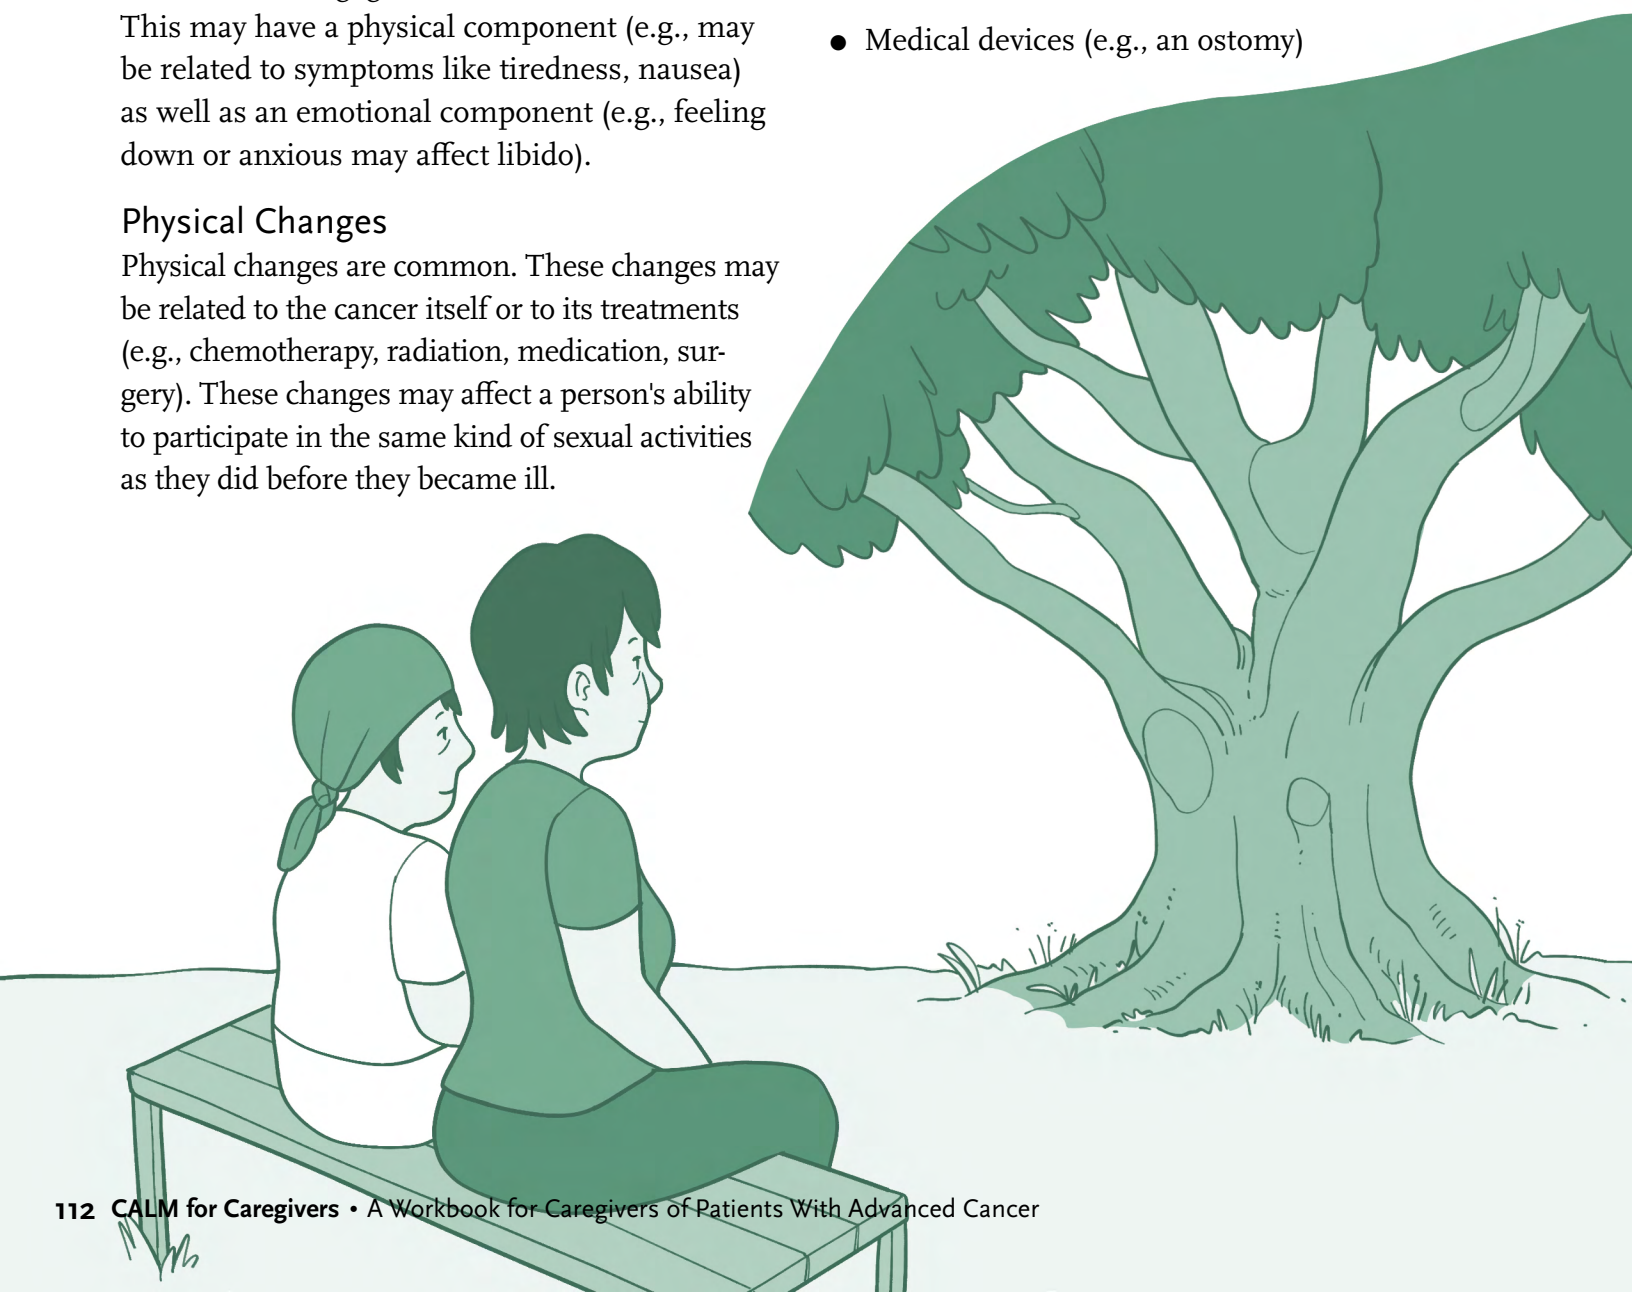 This may have a physical component (e.g., may
be related to symptoms like tiredness, nausea)
as well as an emotional component (e.g., feeling
down or anxious may affect libido).
Physical Changes
Physical changes are common. These changes may
be related to the cancer itself or to its treatments
(e.g., chemotherapy, radiation, medication, sur-
gery). These changes may affect a person's ability
to participate in the same kind of sexual activities
as they did before they became ill.
● Medical devices (e.g., an ostomy)
112 CALM for Caregivers • A Workbook for Caregivers of Patients With Advanced Cancer